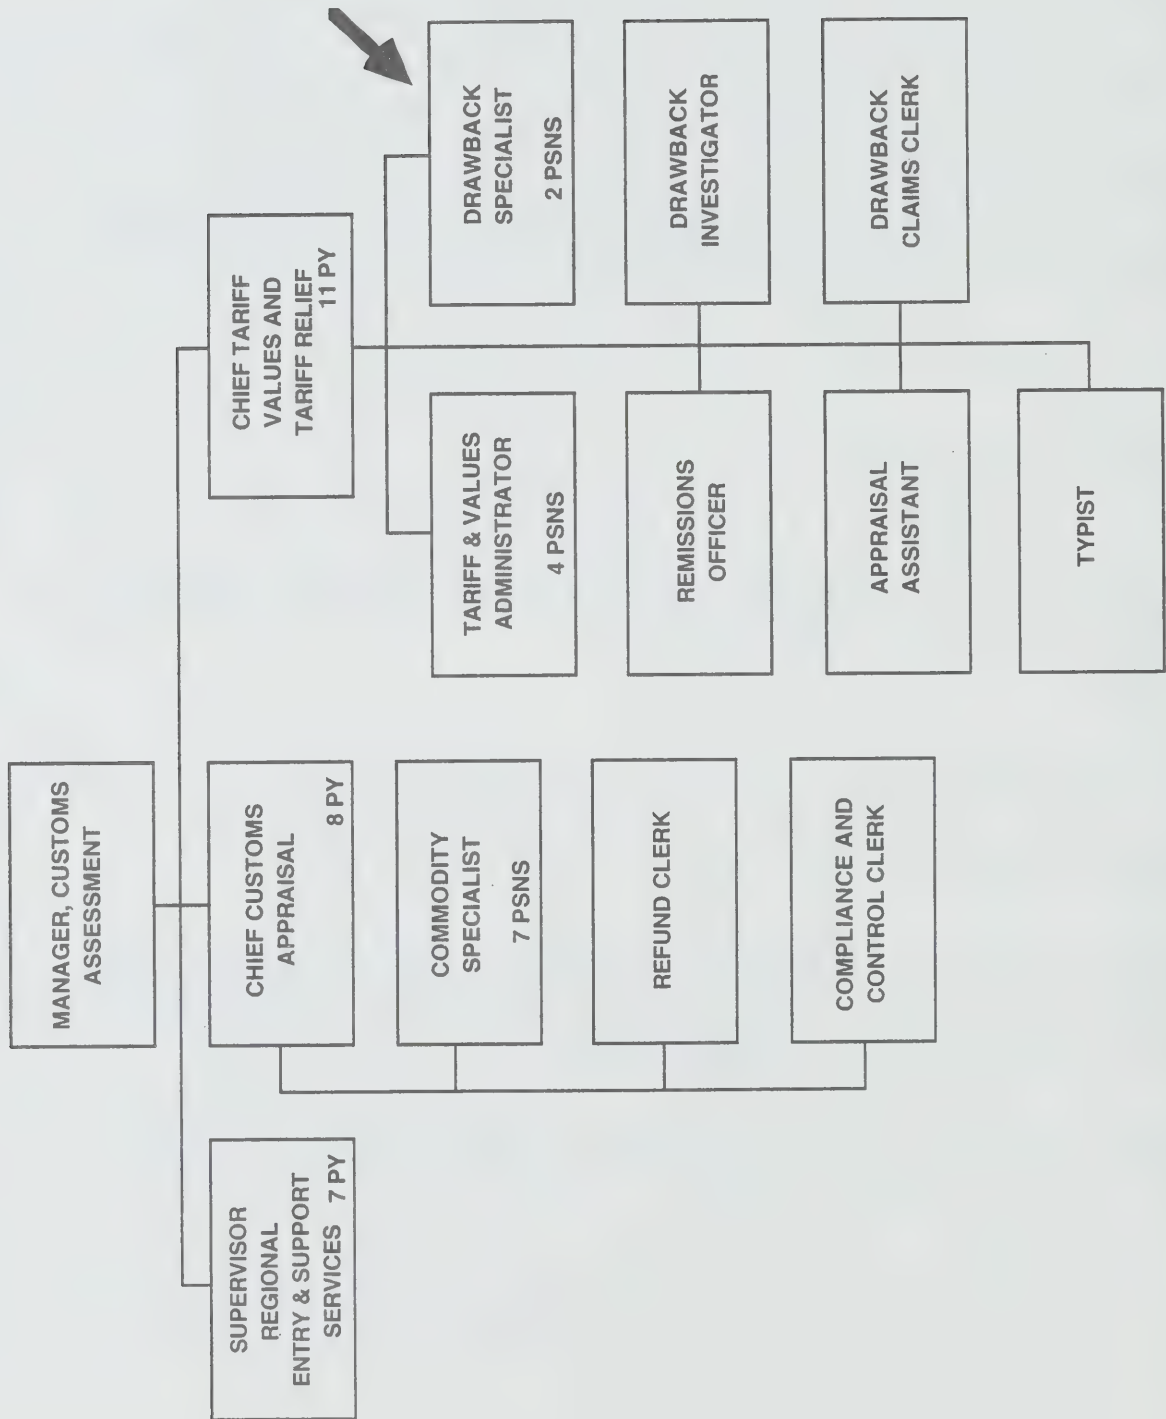 MANAGER, CUSTOMS
ASSESSMENT
SUPERVISOR
REGIONAL
ENTRY & SUPPORT
SERVICES 7 PY
CHIEF CUSTOMS
APPRAISAL
8 PY
CHIEF TARIFF
VALUES AND
TARIFF RELIEF
11 PY
COMMODITY
SPECIALIST
7 PSNS
REFUND CLERK
COMPLIANCE AND
CONTROL CLERK
TARIFF & VALUES
ADMINISTRATOR
4 PSNS
DRAWBACK
SPECIALIST
2 PSNS
REMISSIONS
OFFICER
DRAWBACK
INVESTIGATOR
APPRAISAL
ASSISTANT
DRAWBACK
CLAIMS CLERK
TYPIST